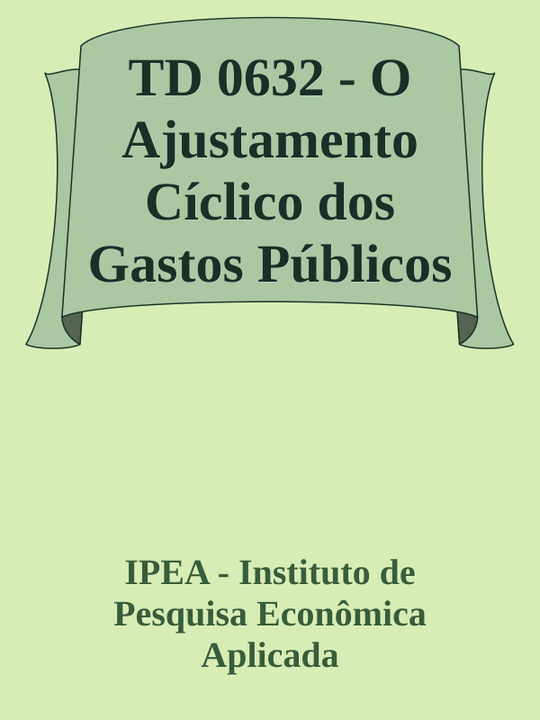 TD 0632 - O
Ajustamento
Cíclico dos
Gastos Públicos
IPEA - Instituto de
Pesquisa Econômica
Aplicada